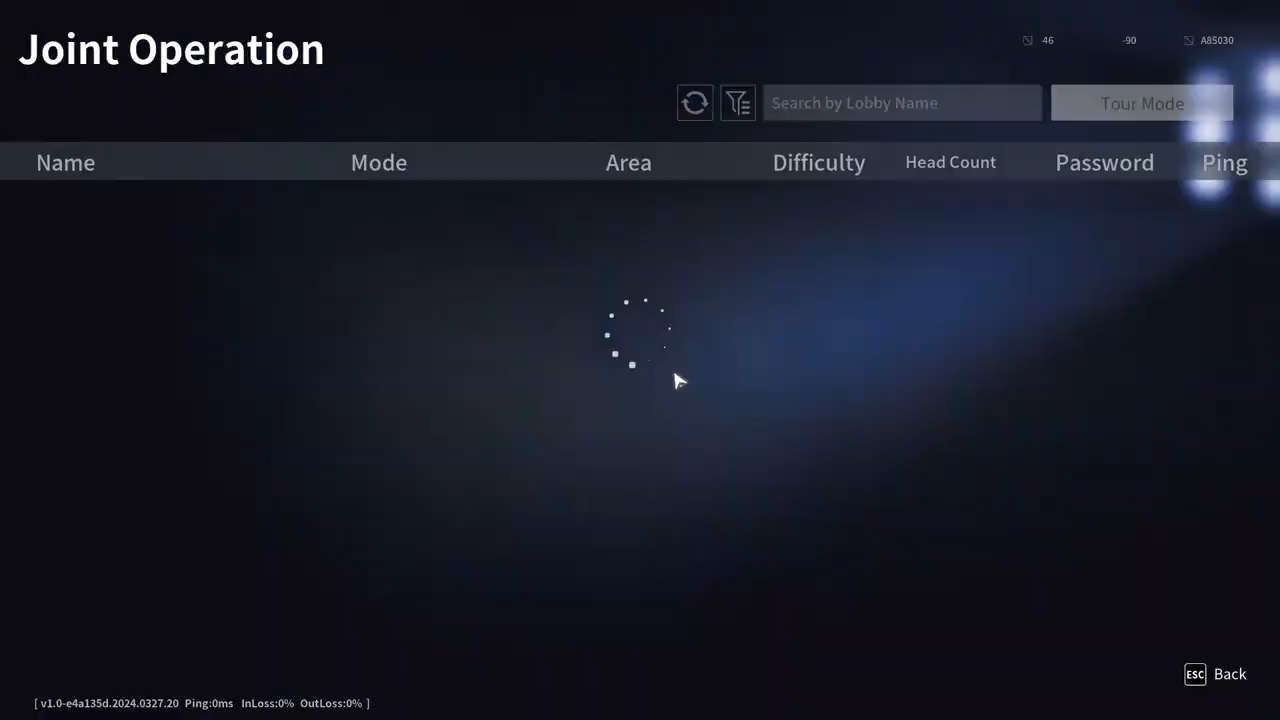 Joint Operation
46 -90 A85030
Search by Lobby Name Tour Mode
Name Mode Area Difficulty Head Count Password Ping
ESC Back
[ v1.0-e4a135d.2024.0327.20 Ping:0ms InLoss:0% OutLoss:0% ]